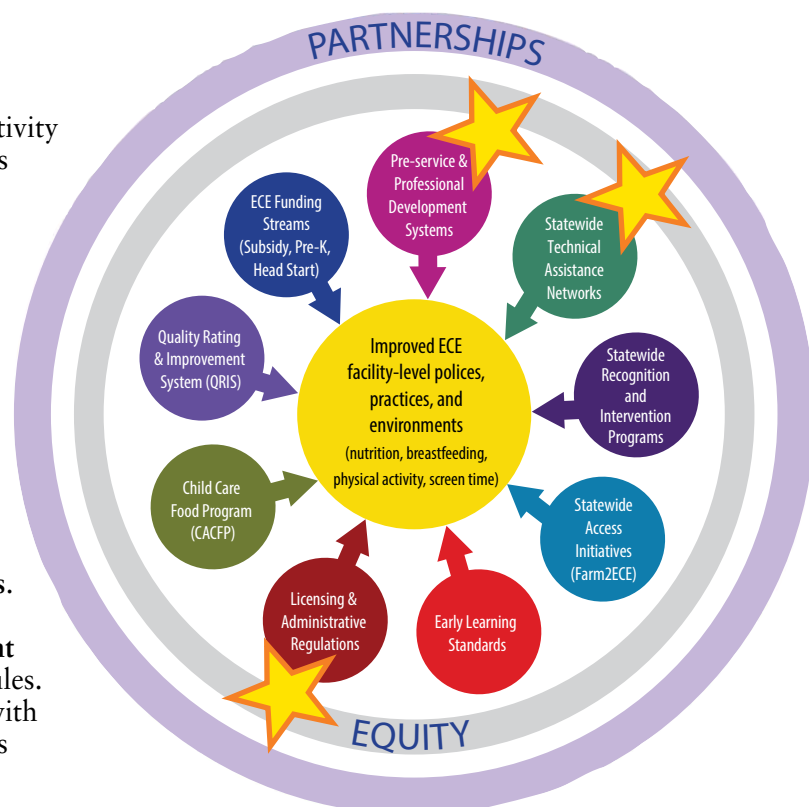 PARTNERSHIPS
tivity
s
s.
nt
ules.
with
s
Pre-service &
Professional
Development
Systems
Statewide
Technical
Assistance
Networks
Statewide
Recognition
and
Intervention
Programs
Statewide
Access
Initiatives
(Farm2ECE)
Early Learning
Standards
Licensing &
Administrative
Regulations
Child Care
Food Program
(CACFP)
Quality Rating
& Improvement
System (QRIS)
ECE Funding
Streams
(Subsidy, Pre-K,
Head Start)
Improved ECE
facility-level polices,
practices, and
environments
(nutrition, breastfeeding,
physical activity, screen time)
EQUITY